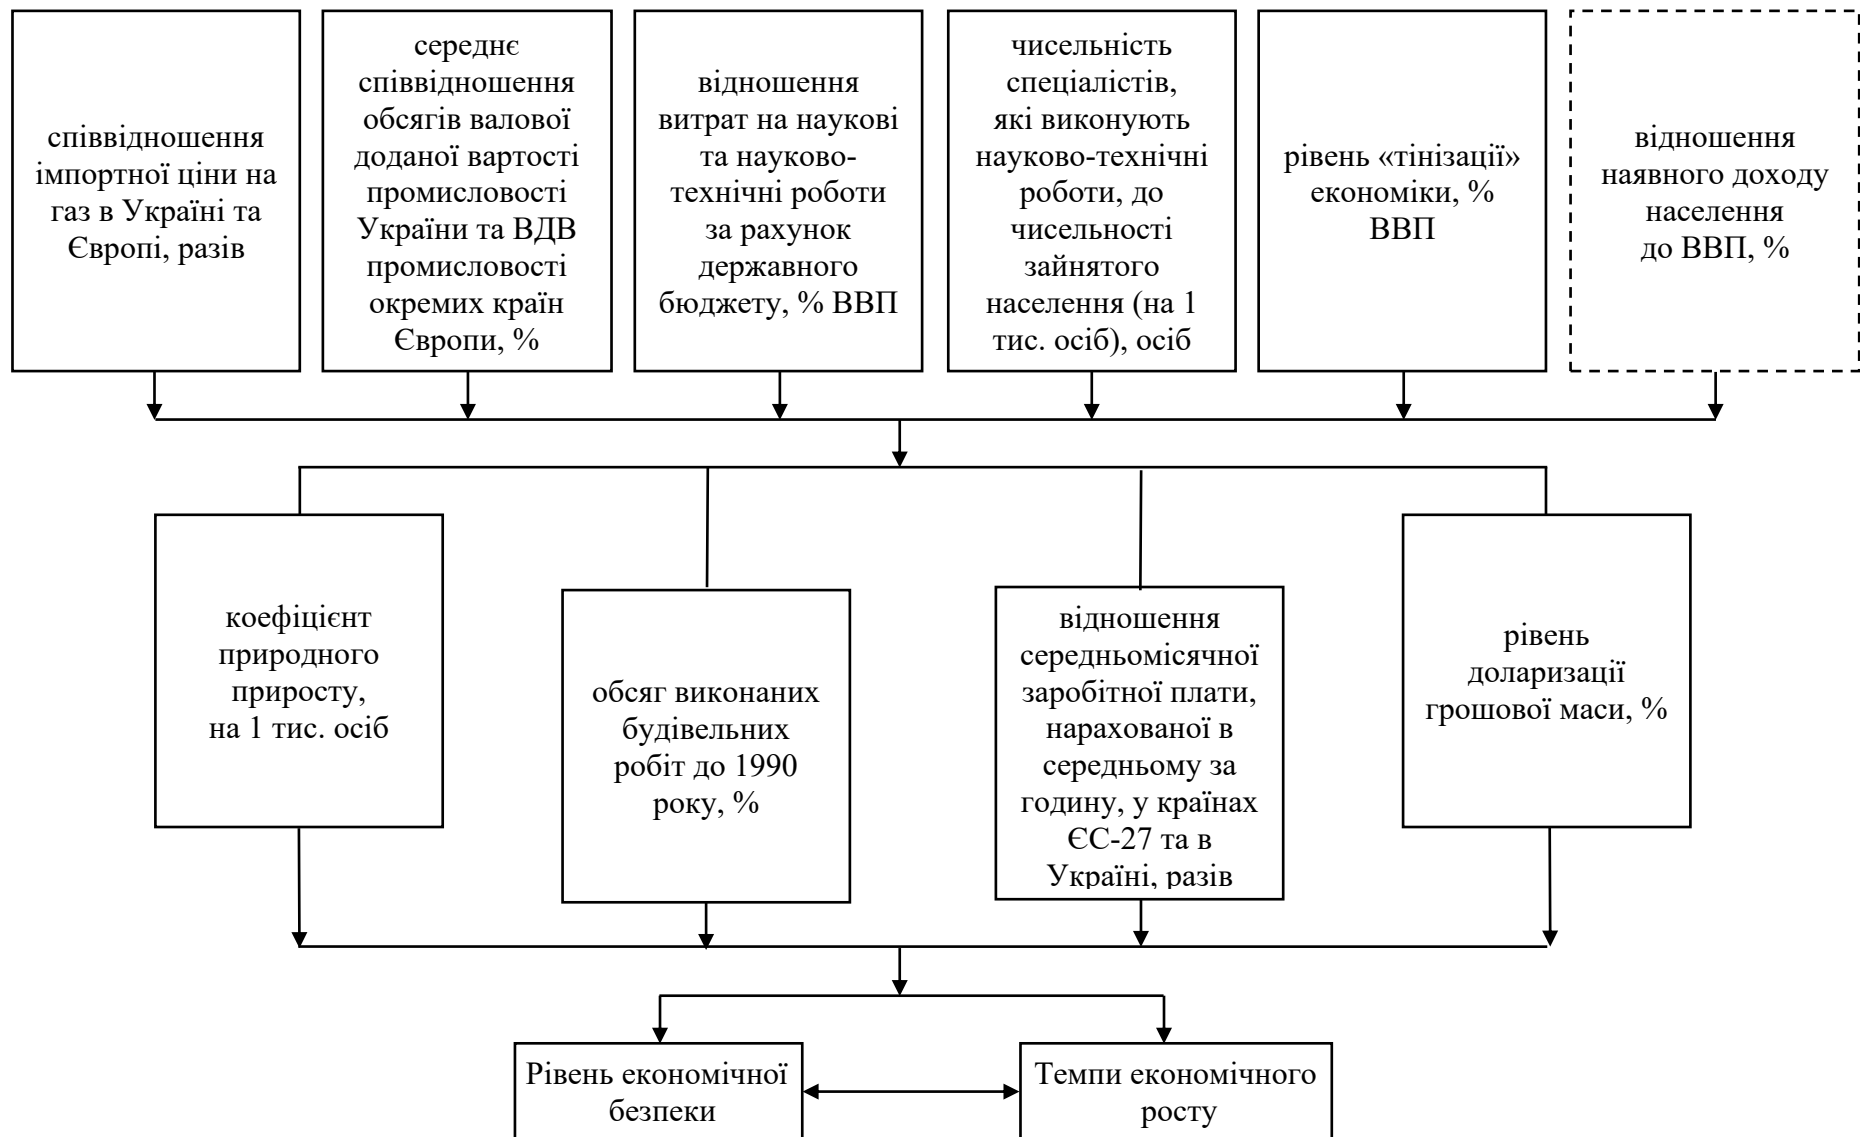 співвідношення
імпортної ціни на
газ в Україні та
Європі, разів
середнє
співвідношення
обсягів валової
доданої вартості
промисловості
України та ВДВ
промисловості
окремих країн
Європи, %
відношення
витрат на наукові
та науково-
технічні роботи
за рахунок
державного
бюджету, % ВВП
чисельність
спеціалістів,
які виконують
науково-технічні
роботи, до
чисельності
зайнятого
населення (на 1
тис. осіб), осіб
рівень «тінізації»
економіки, %
ВВП
відношення
наявного доходу
населення
до ВВП, %
коефіцієнт
природного
приросту,
на 1 тис. осіб
обсяг виконаних
будівельних
робіт до 1990
року, %
відношення
середньомісячної
заробітної плати,
нарахованої в
середньому за
годину, у країнах
ЄС-27 та в
Україні, разів
рівень
доларизації
грошової маси, %
Рівень економічної
безпеки
Темпи економічного
росту